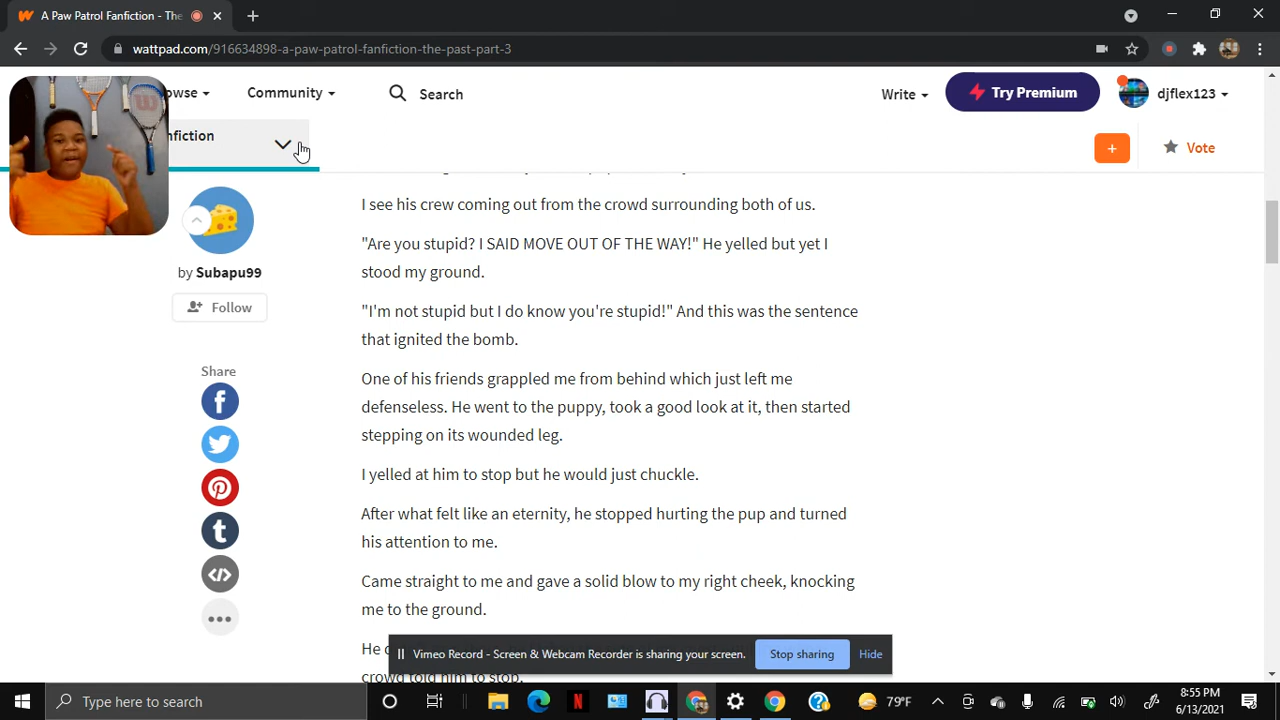 A Paw Patrol Fanfiction - The
wattpad.com/916634898-a-paw-patrol-fanfiction-the-past-part-3
owse
Community
Search
Write
Try Premium
djflex123
nfiction
+
Vote
I see his crew coming out from the crowd surrounding both of us.
"Are you stupid? I SAID MOVE OUT OF THE WAY!" He yelled but yet I
stood my ground.
by Subapu99
Follow
"I'm not stupid but I do know you're stupid!" And this was the sentence
that ignited the bomb.
Share
One of his friends grappled me from behind which just left me
defenseless. He went to the puppy, took a good look at it, then started
stepping on its wounded leg.
I yelled at him to stop but he would just chuckle.
After what felt like an eternity, he stopped hurting the pup and turned
his attention to me.
Came straight to me and gave a solid blow to my right cheek, knocking
me to the ground.
He
crowd told him to stop.
Vimeo Record - Screen & Webcam Recorder is sharing your screen.
Stop sharing
Hide
Type here to search
79°F
8:55 PM
6/13/2021